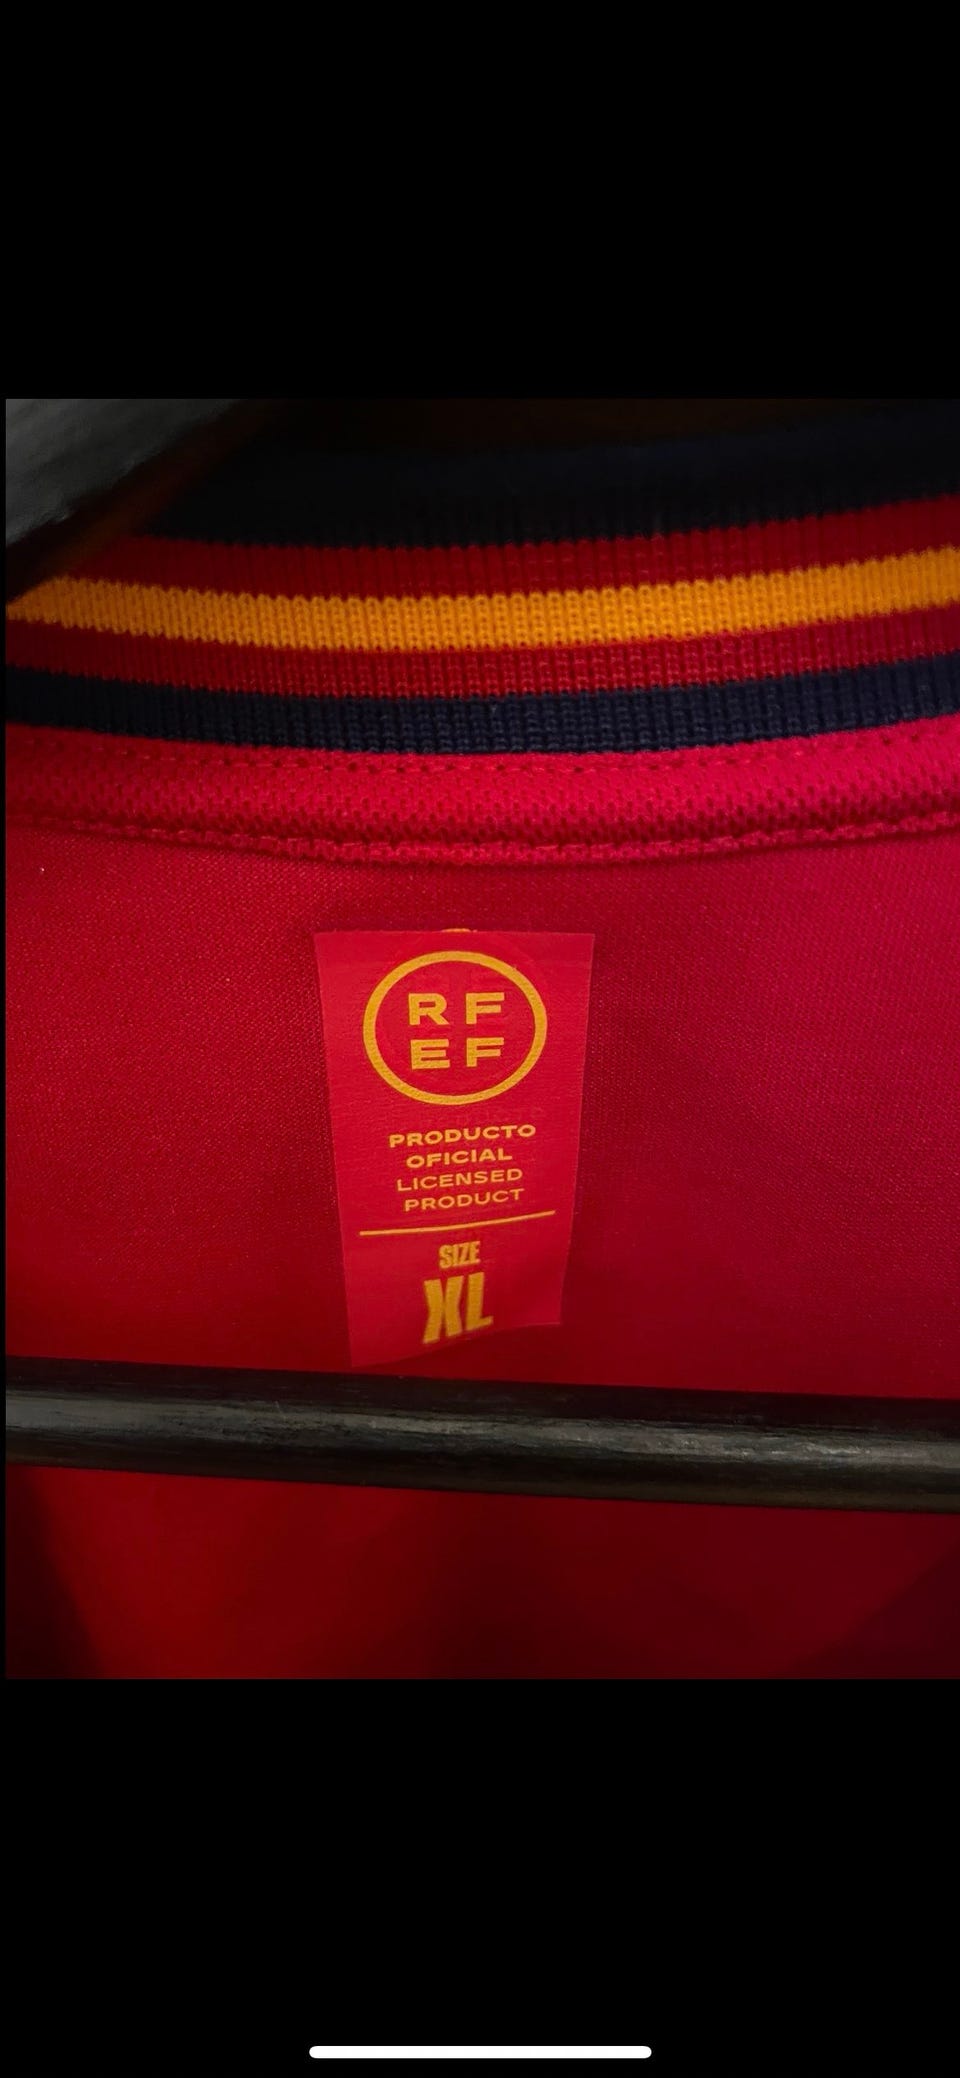 RF
EF
PRODUCTO
OFICIAL
LICENSED
PRODUCT
SIZE
XL